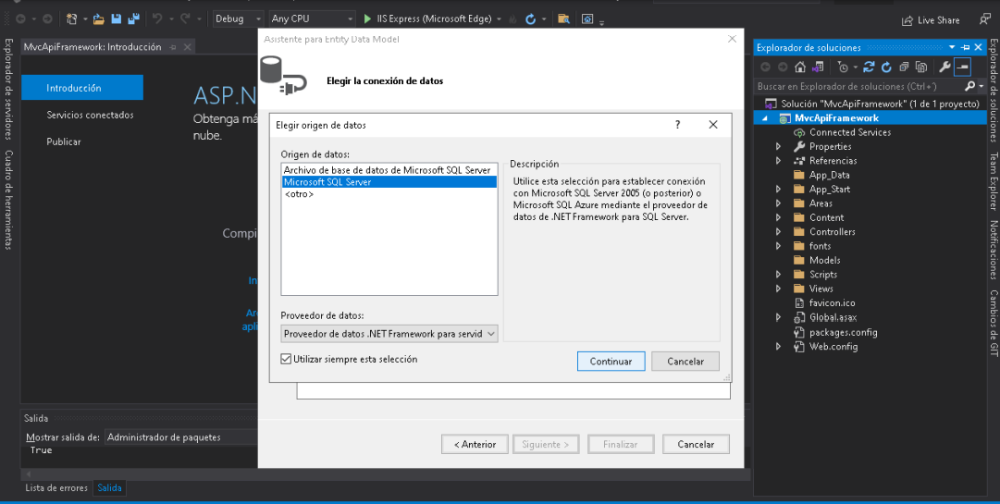 Debug
Any CPU
IIS Express (Microsoft Edge)
Live Share
Explorador de servidores
Cuadro de herramientas
MvcApiFramework: Introducción
Introducción
Servicios conectados
Publicar
ASP.N
Obtenga má
nube.
Compi
In
Ar
apli
Asistente para Entity Data Model
Elegir la conexión de datos
Elegir origen de datos
?
Origen de datos:
Archivo de base de datos de Microsoft SQL Server
Microsoft SQL Server
<otro>
Descripción
Utilice esta selección para establecer conexión
con Microsoft SQL Server 2005 (o posterior) o
Microsoft SQL Azure mediante el proveedor de
datos de .NET Framework para SQL Server.
Proveedor de datos:
Proveedor de datos .NET Framework para servid
Utilizar siempre esta selección
Continuar
Cancelar
< Anterior
Siguiente >
Finalizar
Cancelar
Salida
Mostrar salida de: Administrador de paquetes
True
Lista de errores
Salida
Explorador de soluciones
Buscar en Explorador de soluciones (Ctrl+´)
Solución "MvcApiFramework" (1 de 1 proyecto)
MvcApiFramework
Connected Services
Properties
Referencias
App_Data
App_Start
Areas
Content
Controllers
fonts
Models
Scripts
Views
favicon.ico
Global.asax
packages.config
Web.config
Explorador de soluciones
Team Explorer
Notificaciones
Cambios de GIT